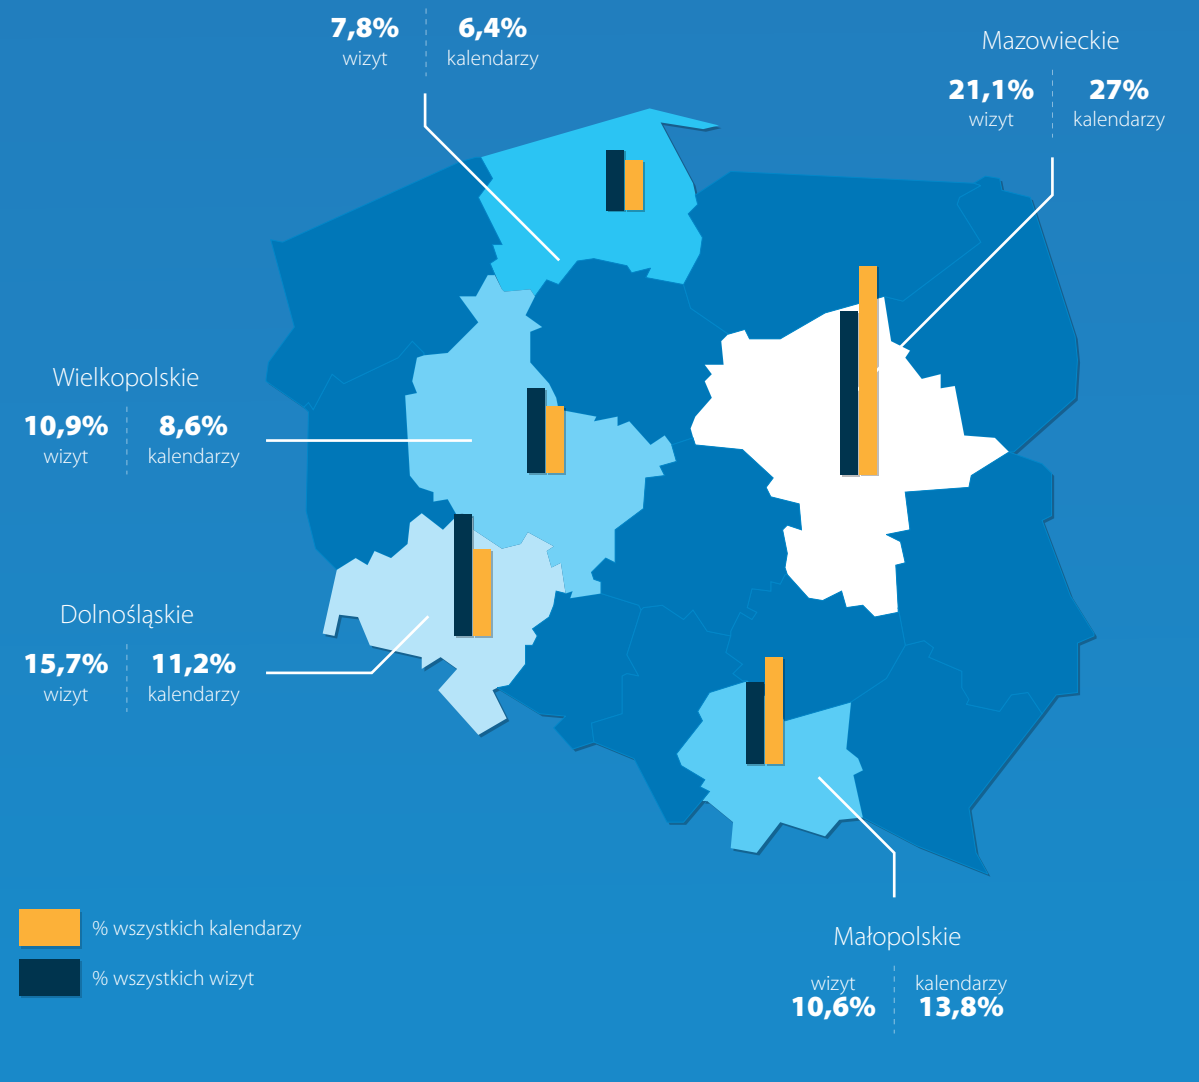 7,8% 6,4%
wizyt kalendarzy
Mazowieckie
21,1% 27%
wizyt kalendarzy
Wielkopolskie
10,9% 8,6%
wizyt kalendarzy
Dolnośląskie
15,7% 11,2%
wizyt kalendarzy
% wszystkich kalendarzy
% wszystkich wizyt
Małopolskie
wizyt kalendarzy
10,6% 13,8%